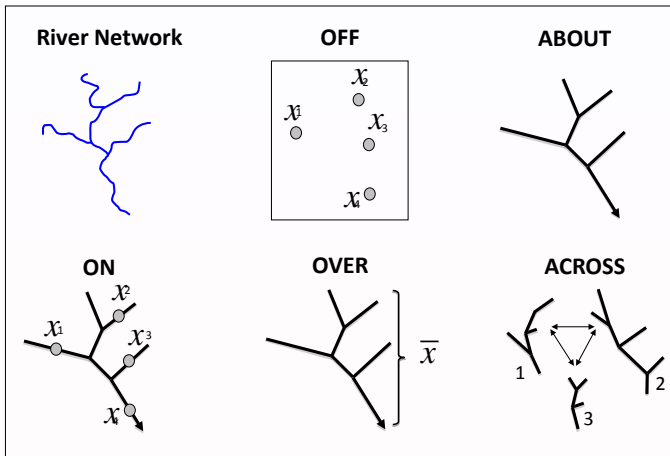 River Network
OFF
ABOUT
x₂
x₁
x₃
x₄
ON
OVER
ACROSS
x₂
x₁
x₃
x₄
x̅
1
2
3